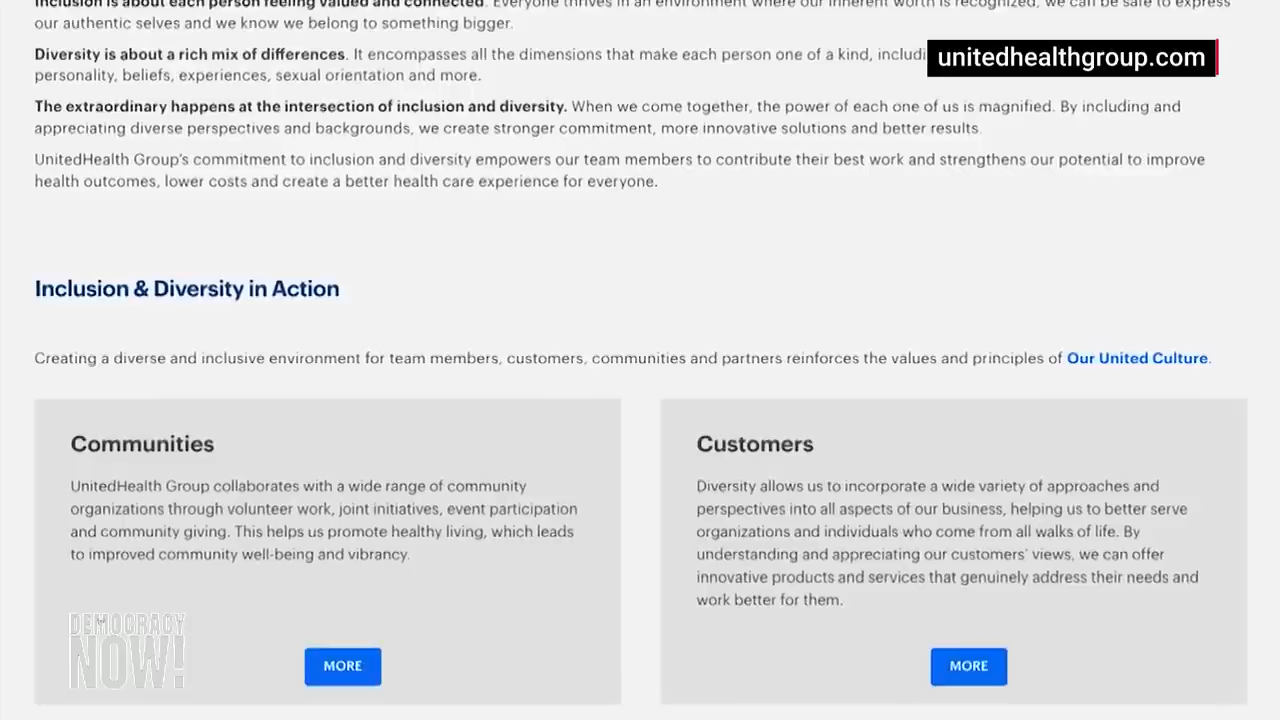 Inclusion is about each person feeling valued and connected. Everyone thrives in an environment where our inherent worth is recognized, we can be safe to express
our authentic selves and we know we belong to something bigger.
Diversity is about a rich mix of differences. It encompasses all the dimensions that make each person one of a kind,
unitedhealthgroup.com
personality, beliefs, experiences, sexual orientation and more.
The extraordinary happens at the intersection of inclusion and diversity. When we come together, the power of each one of us is magnified. By including and
appreciating diverse perspectives and backgrounds, we create stronger commitment, more innovative solutions and better results.
UnitedHealth Group's commitment to inclusion and diversity empowers our team members to contribute their best work and strengthens our potential to improve
health outcomes, lower costs and create a better health care experience for everyone.
Inclusion & Diversity in Action
Creating a diverse and inclusive environment for team members, customers, communities and partners reinforces the values and principles of Our United Culture.
Communities
UnitedHealth Group collaborates with a wide range of community
organizations through volunteer work, joint initiatives, event participation
and community giving. This helps us promote healthy living, which leads
to improved community well-being and vibrancy.
MORE
Customers
Diversity allows us to incorporate a wide variety of approaches and
perspectives into all aspects of our business, helping us to better serve
organizations and individuals who come from all walks of life. By
understanding and appreciating our customers' views, we can offer
innovative products and services that genuinely address their needs and
work better for them.
MORE
DEMOCRACY
NOW!